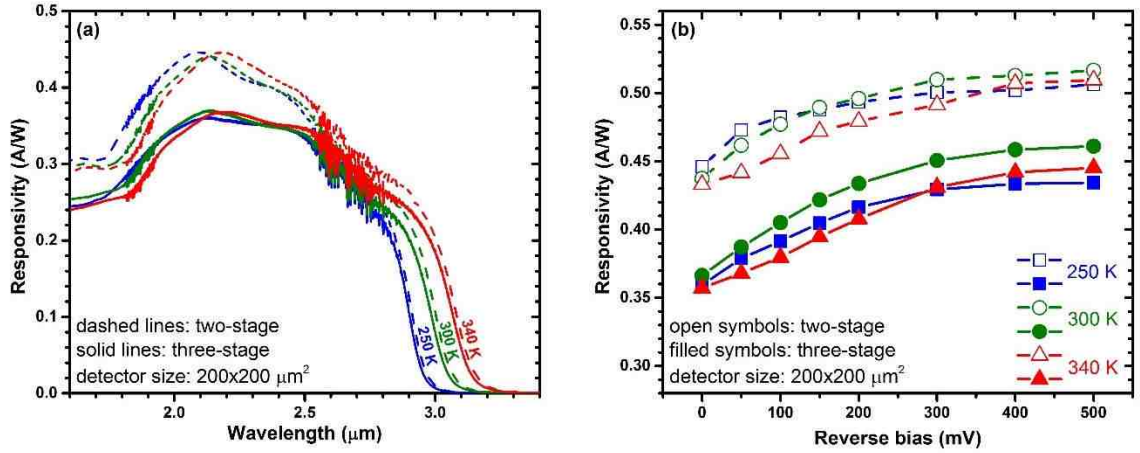 (a)
0.5
0.4
0.3
0.2
0.1
0.0
Responsivity (A/W)
dashed lines: two-stage
solid lines: three-stage
detector size: 200x200 μm²
250 K
300 K
340 K
2.0
2.5
3.0
Wavelength (μm)
(b)
0.55
0.50
0.45
0.40
0.35
0.30
Responsivity (A/W)
250 K
300 K
340 K
open symbols: two-stage
filled symbols: three-stage
detector size: 200x200 μm²
0
100
200
300
400
500
Reverse bias (mV)